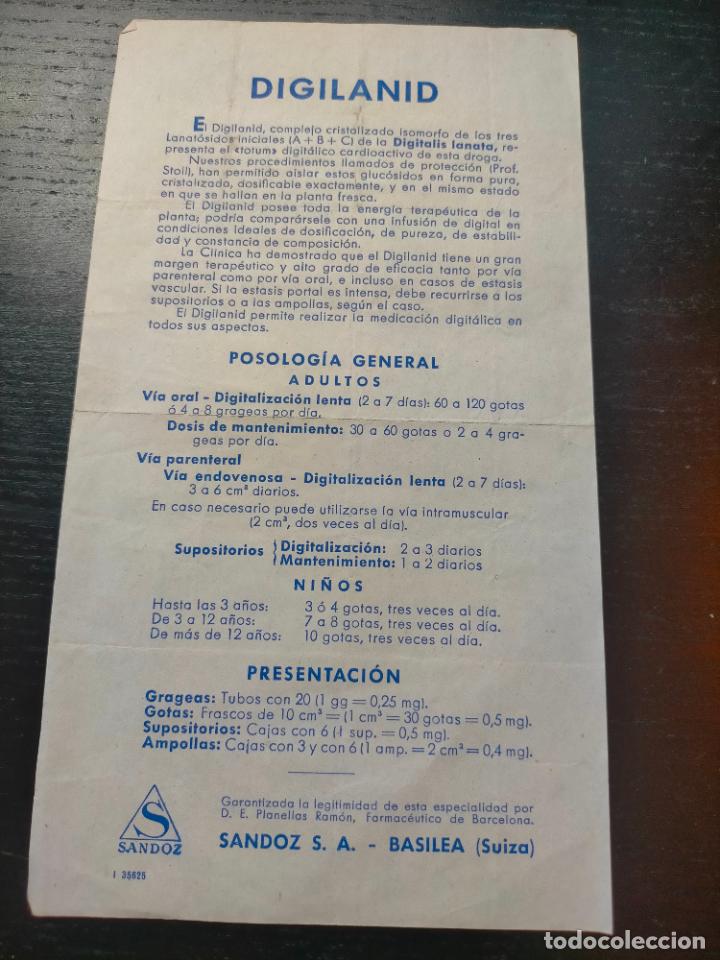 DIGILANID
El Digilanid, complejo cristalizado isomorfo de los tres
Lanatósidos iniciales (A + B + C) de la Digitalis lanata, re-
presenta el «totum» digitálico cardioactivo de esta droga.
Nuestros procedimientos llamados de protección (Prof.
Stoll), han permitido aislar estos glucósidos en forma pura,
cristalizada, dosificable exactamente, y en el mismo estado
en que se hallan en la planta fresca.
El Digilanid posee toda la energía terapéutica de la
planta; podría comparársele con una infusión de digital en
condiciones ideales de dosificación, de pureza, de estabili-
dad y constancia de composición.
La Clínica ha demostrado que el Digilanid tiene un gran
margen terapéutico y alto grado de eficacia tanto por vía
parenteral como por vía oral, e incluso en casos de estasis
vascular. Si la estasis portal es intensa, debe recurrirse a los
supositorios o a las ampollas, según el caso.
El Digilanid permite realizar la medicación digitálica en
todos sus aspectos.
POSOLOGÍA GENERAL
ADULTOS
Vía oral - Digitalización lenta (2 a 7 días): 60 a 120 gotas
ó 4 a 8 grageas por día.
Dosis de mantenimiento: 30 a 60 gotas o 2 a 4 gra-
geas por día.
Vía parenteral
Vía endovenosa - Digitalización lenta (2 a 7 días):
3 a 6 cm³ diarios.
En caso necesario puede utilizarse la vía intramuscular
(2 cm³, dos veces al día).
Supositorios { Digitalización: 2 a 3 diarios
Mantenimiento: 1 a 2 diarios
NIÑOS
Hasta los 3 años: 3 ó 4 gotas, tres veces al día.
De 3 a 12 años: 7 a 8 gotas, tres veces al día.
De más de 12 años: 10 gotas, tres veces al día.
PRESENTACIÓN
Grageas: Tubos con 20 (1 gg = 0,25 mg).
Gotas: Frascos de 10 cm³ = (1 cm³ = 30 gotas = 0,5 mg).
Supositorios: Cajas con 6 (1 sup. = 0,5 mg).
Ampollas: Cajas con 3 y con 6 (1 amp. = 2 cm³ = 0,4 mg).
Garantizada la legitimidad de esta especialidad por
D. E. Planellas Ramón, Farmacéutico de Barcelona.
S
SANDOZ
SANDOZ S. A. - BASILEA (Suiza)
I 35625
todocoleccion
todocoleccion.net